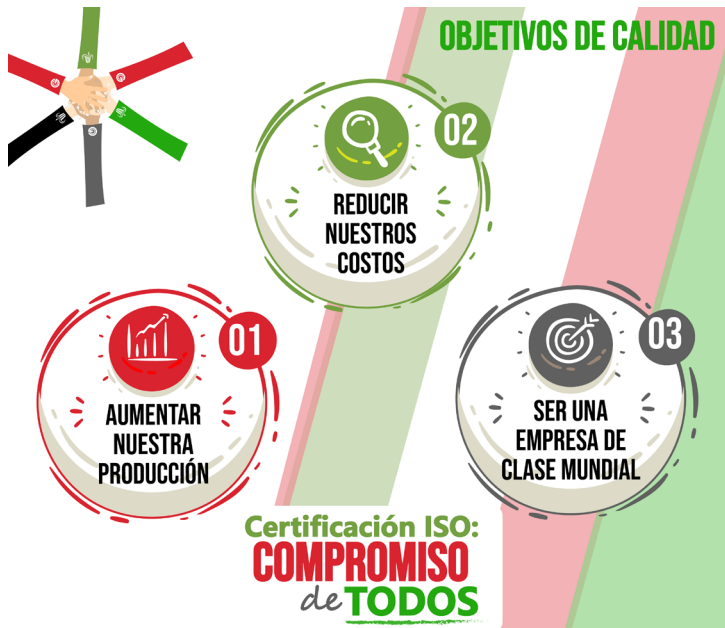 OBJETIVOS DE CALIDAD
01
AUMENTAR
NUESTRA
PRODUCCIÓN
02
REDUCIR
NUESTROS
COSTOS
03
SER UNA
EMPRESA DE
CLASE MUNDIAL
Certificación ISO:
COMPROMISO
de TODOS